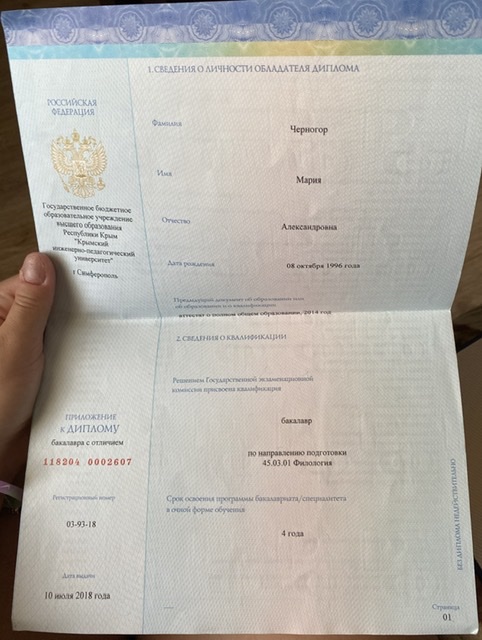 РОССИЙСКАЯ
ФЕДЕРАЦИЯ
Государственное бюджетное
образовательное учреждение
высшего образования
Республики Крым
"Крымский
инженерно-педагогический
университет"
г Симферополь
1. СВЕДЕНИЯ О ЛИЧНОСТИ ОБЛАДАТЕЛЯ ДИПЛОМА
Фамилия
Черногор
Имя
Мария
Отчество
Александровна
Дата рождения
08 октября 1996 года
Предыдущий документ об образовании или
об образовании и о квалификации
аттестат о полном общем образовании, 2014 год
ПРИЛОЖЕНИЕ
к ДИПЛОМУ
бакалавра с отличием
118204 0002607
Регистрационный номер
03-93-18
Дата выдачи
10 июля 2018 года
2. СВЕДЕНИЯ О КВАЛИФИКАЦИИ
Решением Государственной экзаменационной
комиссии присвоена квалификация
бакалавр
по направлению подготовки
45.03.01 Филология
Срок освоения программы бакалавриата/специалитета
в очной форме обучения
4 года
БЕЗ ДИПЛОМА НЕДЕЙСТВИТЕЛЬНО
Страница
01